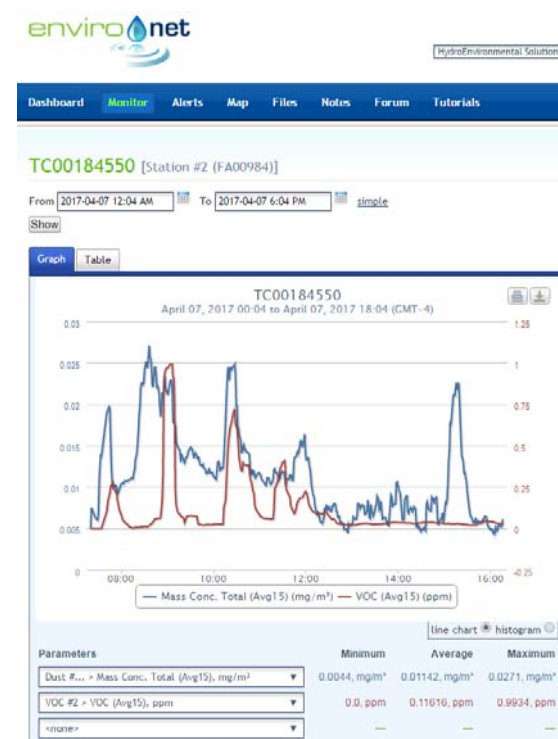 enviro net
HydroEnvironmental Solution
Dashboard Monitor Alerts Map Files Notes Forum Tutorials
TC00184550 [Station #2 (FA00984)]
From 2017-04-07 12:04 AM To 2017-04-07 6:04 PM simple
Show
Graph Table
TC00184550
April 07, 2017 00:04 to April 07, 2017 18:04 (GMT-4)
0.03 1.25
0.025 1
0.02 0.75
0.015 0.5
0.01 0.25
0.005 0
0 -0.25
08:00 10:00 12:00 14:00 16:00
Mass Conc. Total (Avg15) (mg/m³) VOC (Avg15) (ppm)
line chart histogram
Parameters Minimum Average Maximum
Dust #... > Mass Conc. Total (Avg15), mg/m³ 0.0044, mg/m³ 0.01142, mg/m³ 0.0271, mg/m³
VOC #2 > VOC (Avg15), ppm 0.0, ppm 0.11616, ppm 0.9934, ppm
<none> — — —